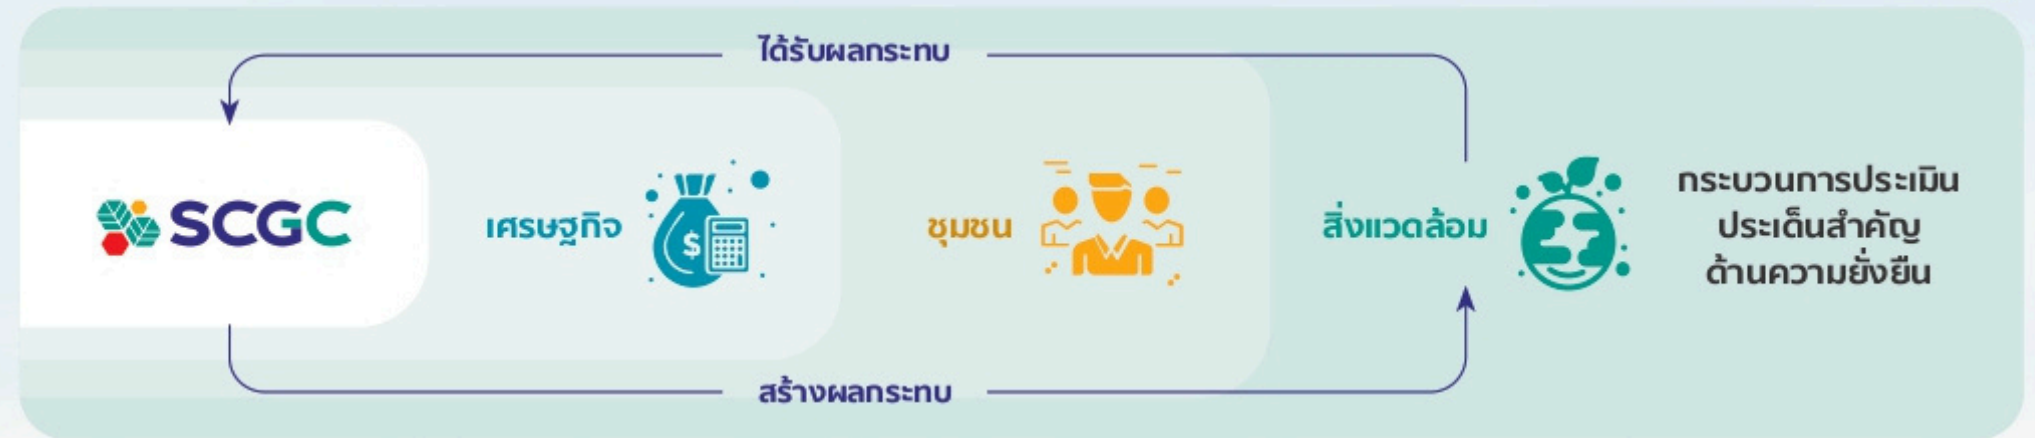 ได้รับผลกระทบ
SCGC
เศรษฐกิจ
$
ชุมชน
สิ่งแวดล้อม
กระบวนการประเมิน
ประเด็นสำคัญ
ด้านความยั่งยืน
สร้างผลกระทบ